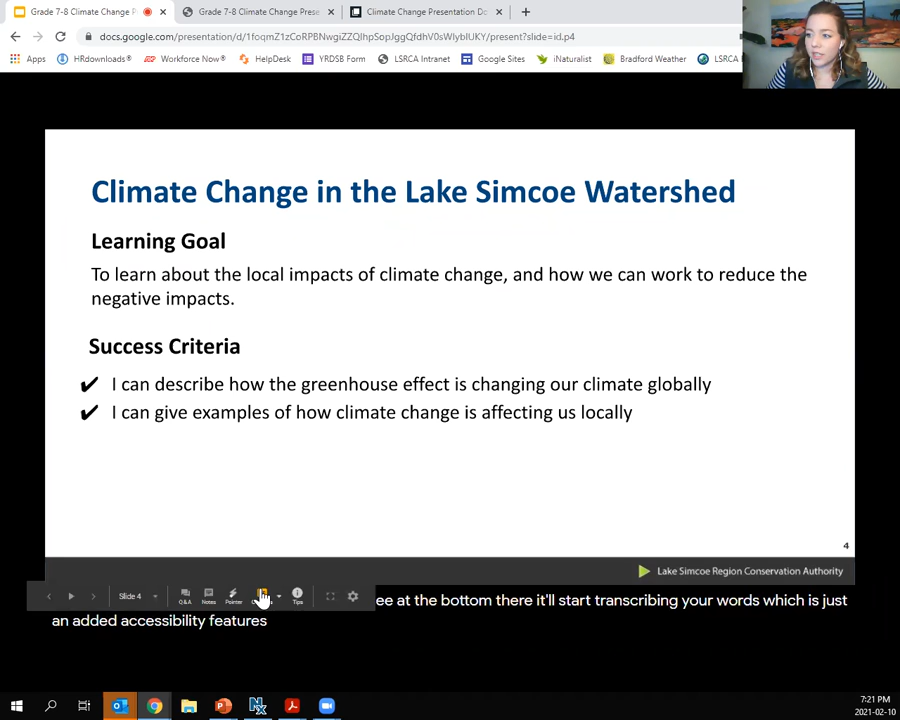 Grade 7-8 Climate Change P
Grade 7-8 Climate Change Prese
Climate Change Presentation Do
docs.google.com/presentation/d/1foqmZ1zCoRPBNwgiZZQlhpSopJggQfdhV0sWlyblUKY/present?slide=id.p4
Apps HRdownloads® Workforce Now® HelpDesk YRDSB Form LSRCA Intranet Google Sites iNaturalist Bradford Weather LSRCA
Climate Change in the Lake Simcoe Watershed
Learning Goal
To learn about the local impacts of climate change, and how we can work to reduce the
negative impacts.
Success Criteria
✔ I can describe how the greenhouse effect is changing our climate globally
✔ I can give examples of how climate change is affecting us locally
4
Lake Simcoe Region Conservation Authority
Slide 4 Q&A Notes Pointer Tips
ee at the bottom there it'll start transcribing your words which is just
an added accessibility features
7:21 PM
2021-02-10